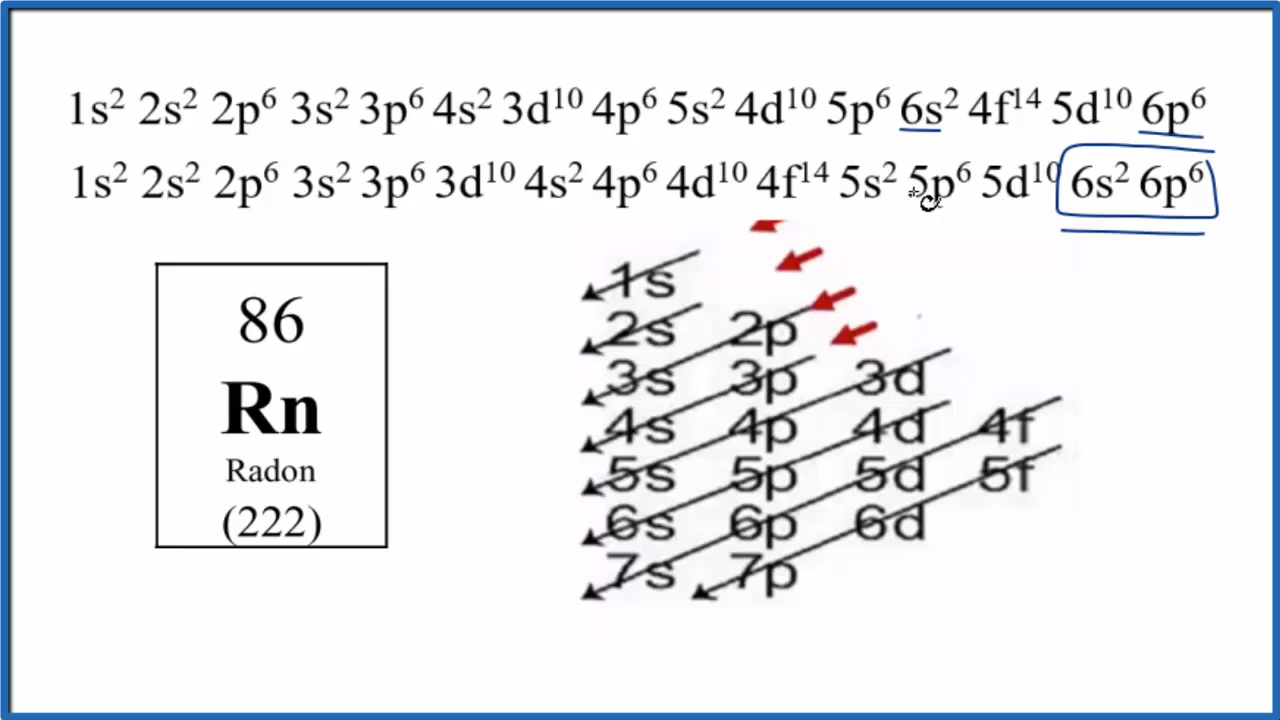 1s² 2s² 2p⁶ 3s² 3p⁶ 4s² 3d¹⁰ 4p⁶ 5s² 4d¹⁰ 5p⁶ 6s² 4f¹⁴ 5d¹⁰ 6p⁶
1s² 2s² 2p⁶ 3s² 3p⁶ 3d¹⁰ 4s² 4p⁶ 4d¹⁰ 4f¹⁴ 5s² 5p⁶ 5d¹⁰ 6s² 6p⁶
86
Rn
Radon
(222)
1s
2s 2p
3s 3p 3d
4s 4p 4d 4f
5s 5p 5d 5f
6s 6p 6d
7s 7p